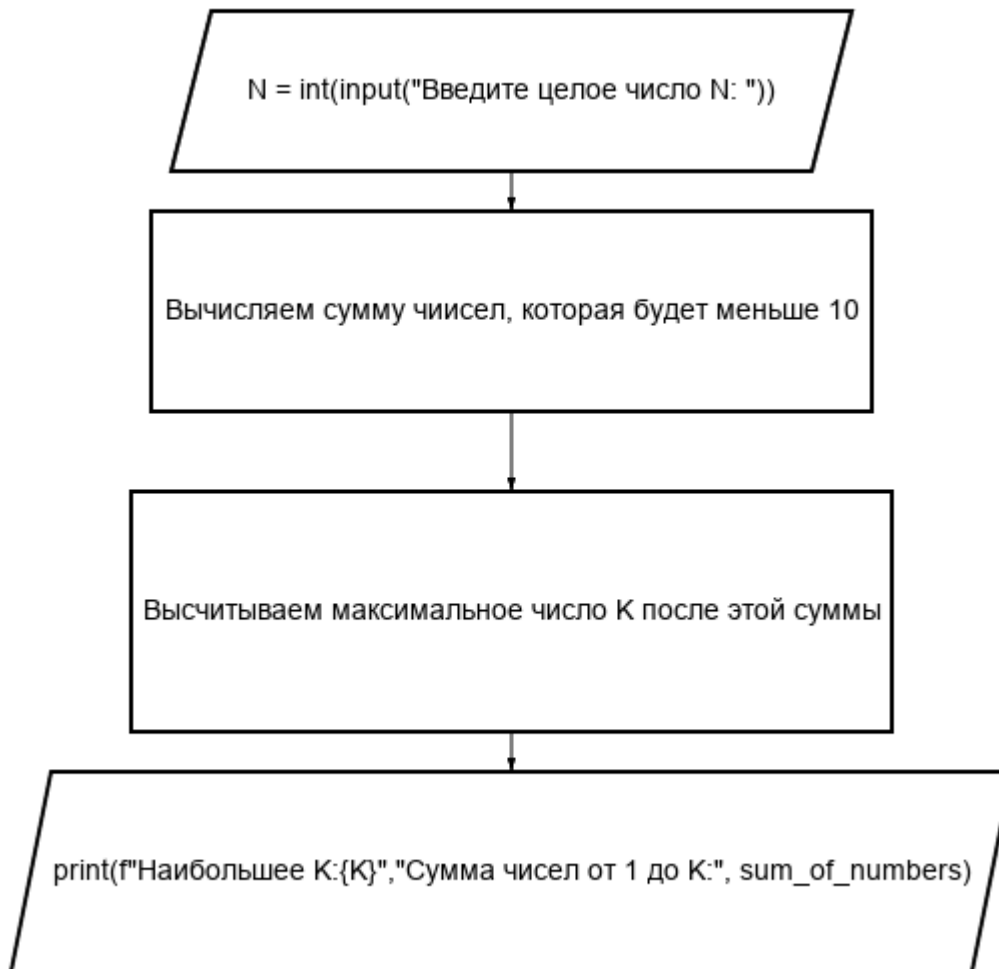 N = int(input("Введите целое число N: "))
Вычисляем сумму чиисел, которая будет меньше 10
Высчитываем максимальное число K после этой суммы
print(f"Наибольшее K:{K}","Сумма чисел от 1 до K:", sum_of_numbers)